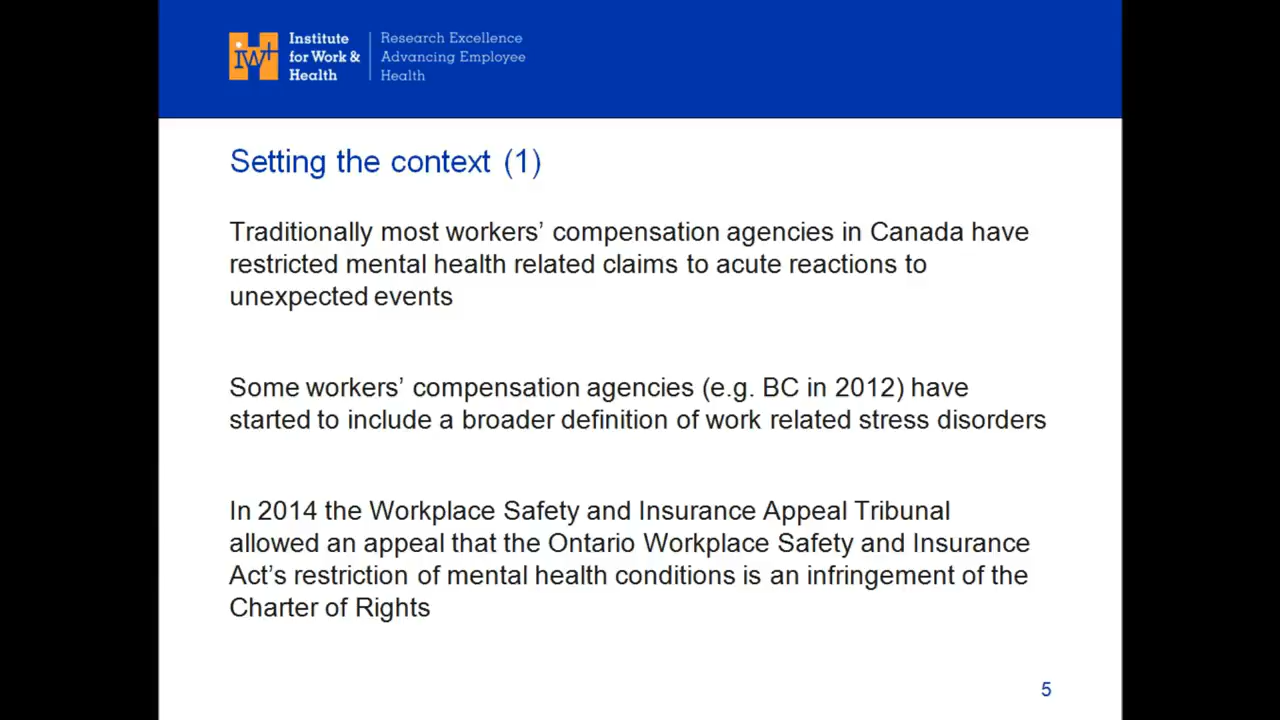 iw+
Institute
for Work &
Health
Research Excellence
Advancing Employee
Health
Setting the context (1)
Traditionally most workers’ compensation agencies in Canada have
restricted mental health related claims to acute reactions to
unexpected events
Some workers’ compensation agencies (e.g. BC in 2012) have
started to include a broader definition of work related stress disorders
In 2014 the Workplace Safety and Insurance Appeal Tribunal
allowed an appeal that the Ontario Workplace Safety and Insurance
Act’s restriction of mental health conditions is an infringement of the
Charter of Rights
5